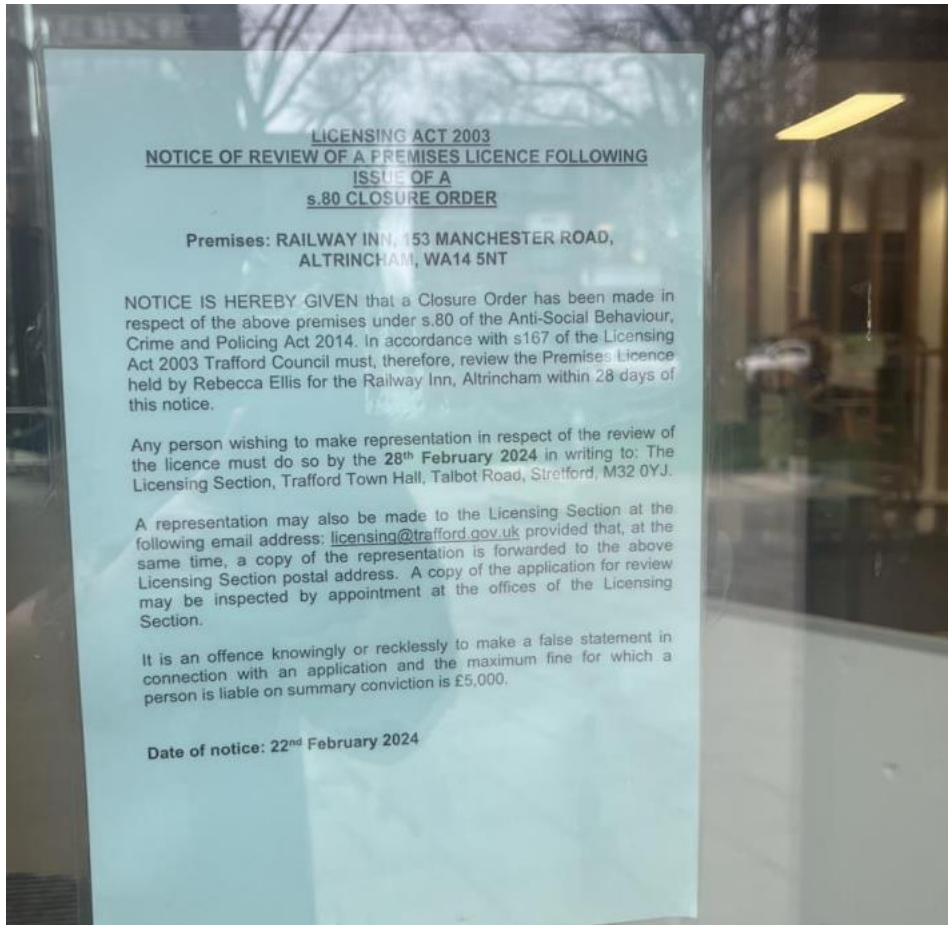 LICENSING ACT 2003
NOTICE OF REVIEW OF A PREMISES LICENCE FOLLOWING
ISSUE OF A
s.80 CLOSURE ORDER
Premises: RAILWAY INN, 153 MANCHESTER ROAD,
ALTRINCHAM, WA14 5NT
NOTICE IS HEREBY GIVEN that a Closure Order has been made in
respect of the above premises under s.80 of the Anti-Social Behaviour,
Crime and Policing Act 2014. In accordance with s167 of the Licensing
Act 2003 Trafford Council must, therefore, review the Premises Licence
held by Rebecca Ellis for the Railway Inn, Altrincham within 28 days of
this notice.
Any person wishing to make representation in respect of the review of
the licence must do so by the 28th February 2024 in writing to: The
Licensing Section, Trafford Town Hall, Talbot Road, Stretford, M32 0YJ.
A representation may also be made to the Licensing Section at the
following email address: licensing@trafford.gov.uk provided that, at the
same time, a copy of the representation is forwarded to the above
Licensing Section postal address. A copy of the application for review
may be inspected by appointment at the offices of the Licensing
Section.
It is an offence knowingly or recklessly to make a false statement in
connection with an application and the maximum fine for which a
person is liable on summary conviction is £5,000.
Date of notice: 22nd February 2024